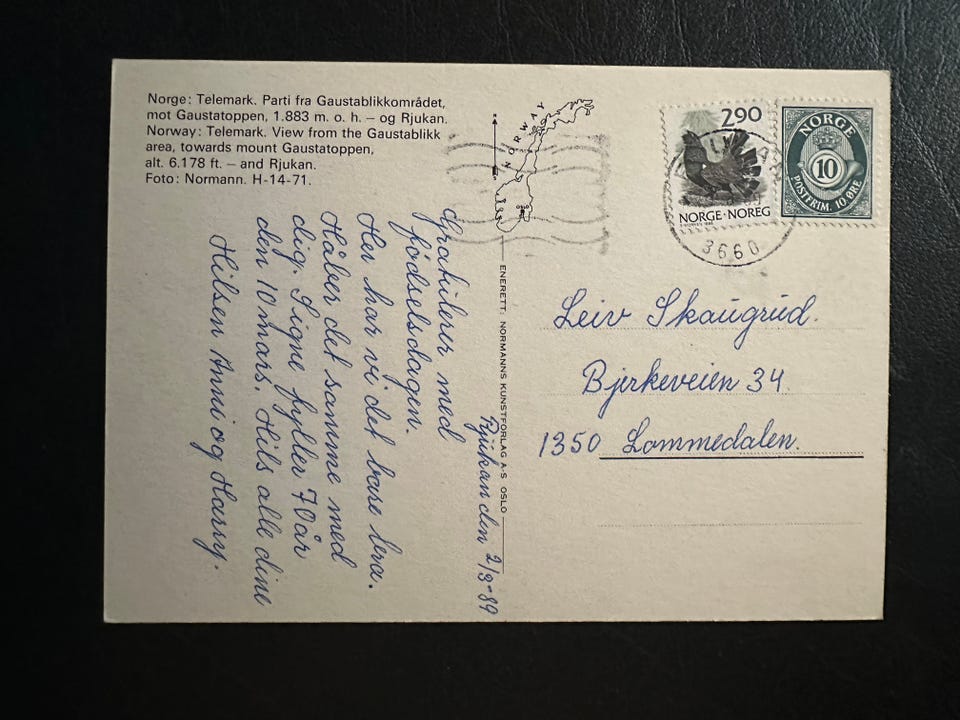 Norge: Telemark. Parti fra Gaustablikkområdet,
mot Gaustatoppen, 1.883 m. o. h. – og Rjukan.
Norway: Telemark. View from the Gaustablikk
area, towards mount Gaustatoppen,
alt. 6.178 ft. – and Rjukan.
Foto: Normann. H-14-71.
NORWAY
290
NORGE·NOREG
NORGE
10
POSTFRIM. 10 ØRE
3660
Rjukan den 2/3-89
Gratulerer med
fødselsdagen.
Her har vi det bare bra.
Håber det samme med
dig. Signe fyller 70 år
den 10 mars. Hils alle dine
Hilsen Anni og Harry.
ENERETT: NORMANNS KUNSTFORLAG A·S OSLO
Leiv Skaugrud.
Bjerkeveien 34.
1350 Lommedalen.